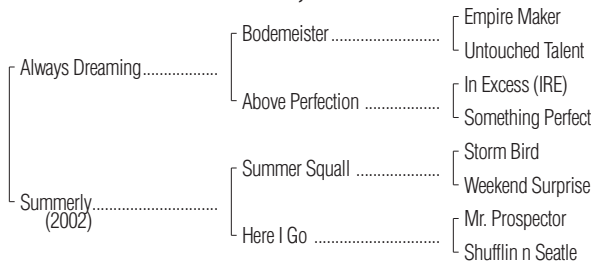 Empire Maker
Bodemeister
Untouched Talent
Always Dreaming
In Excess (IRE)
Above Perfection
Something Perfect
Storm Bird
Summer Squall
Weekend Surprise
Summerly
(2002)
Mr. Prospector
Here I Go
Shufflin n Seatle